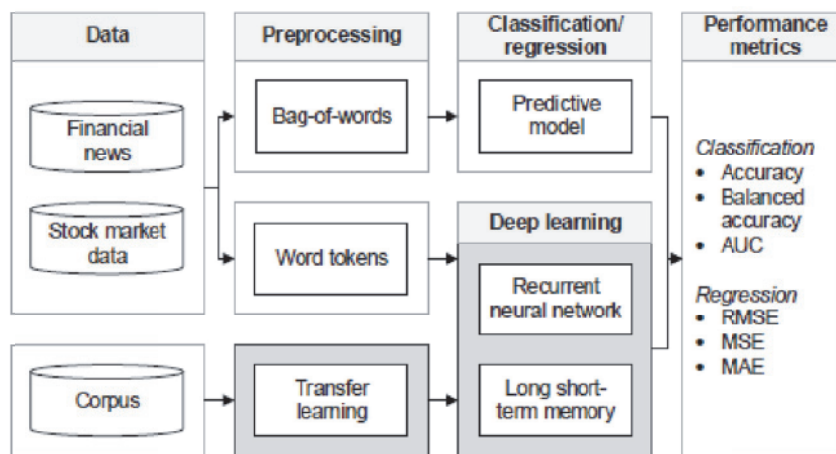 Data
Financial
news
Stock market
data
Corpus
Preprocessing
Bag-of-words
Word tokens
Transfer
learning
Classification/
regression
Predictive
model
Deep learning
Recurrent
neural network
Long short-
term memory
Performance
metrics
Classification
• Accuracy
• Balanced
accuracy
• AUC
Regression
• RMSE
• MSE
• MAE